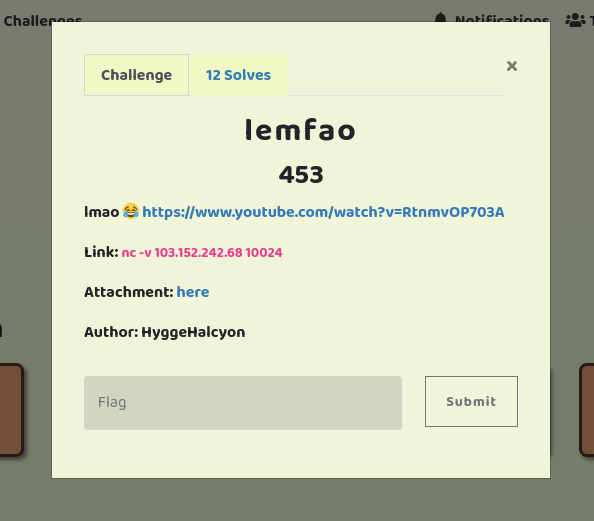 Challenges
Notifications
Challenge
12 Solves
×
lemfao
453
lmao 😂 https://www.youtube.com/watch?v=RtnmvOP703A
Link: nc -v 103.152.242.68 10024
Attachment: here
Author: HyggeHalcyon
Flag
Submit